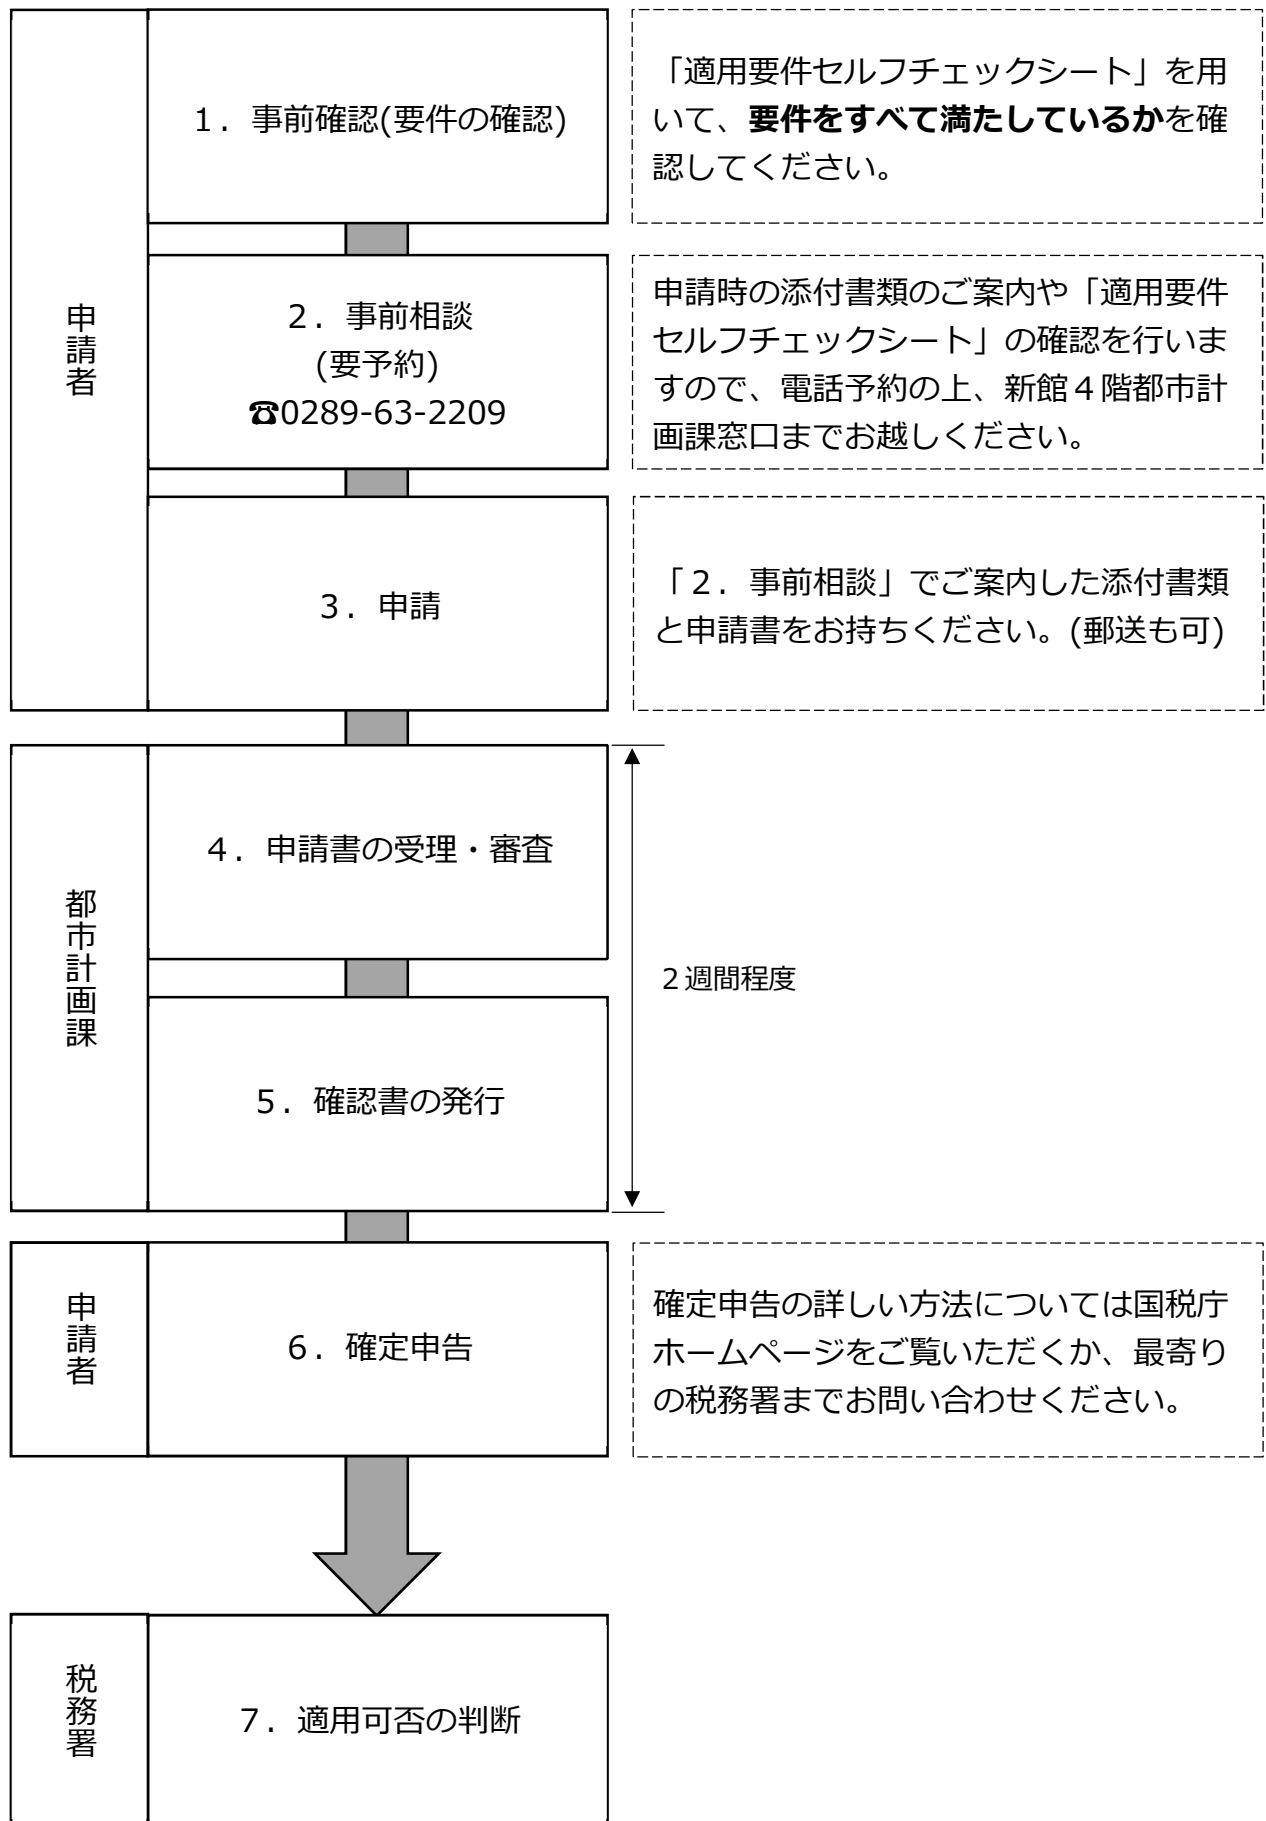 申請者
１．事前確認(要件の確認)
「適用要件セルフチェックシート」を用
いて、要件をすべて満たしているかを確
認してください。
２．事前相談
(要予約)
☎0289-63-2209
申請時の添付書類のご案内や「適用要件
セルフチェックシート」の確認を行いま
すので、電話予約の上、新館４階都市計
画課窓口までお越しください。
３．申請
「２．事前相談」でご案内した添付書類
と申請書をお持ちください。(郵送も可)
都市計画課
４．申請書の受理・審査
２週間程度
５．確認書の発行
申請者
６．確定申告
確定申告の詳しい方法については国税庁
ホームページをご覧いただくか、最寄り
の税務署までお問い合わせください。
税務署
７．適用可否の判断